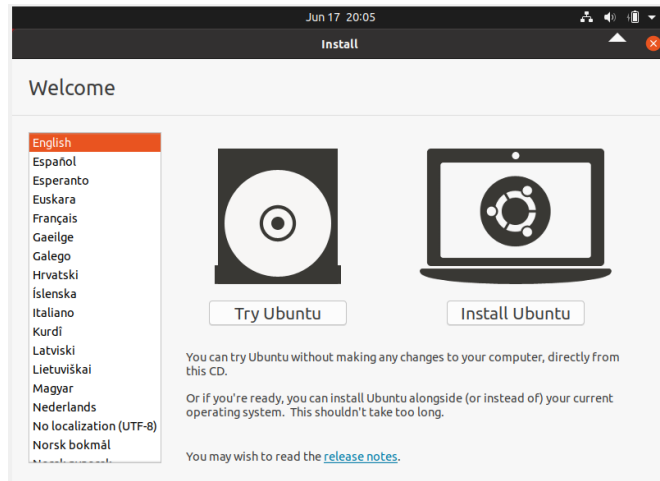 Jun 17 20:05
Install
Welcome
English
Español
Esperanto
Euskara
Français
Gaeilge
Galego
Hrvatski
Íslenska
Italiano
Kurdî
Latviski
Lietuviškai
Magyar
Nederlands
No localization (UTF-8)
Norsk bokmål
Try Ubuntu
Install Ubuntu
You can try Ubuntu without making any changes to your computer, directly from
this CD.
Or if you're ready, you can install Ubuntu alongside (or instead of) your current
operating system. This shouldn't take too long.
You may wish to read the release notes.